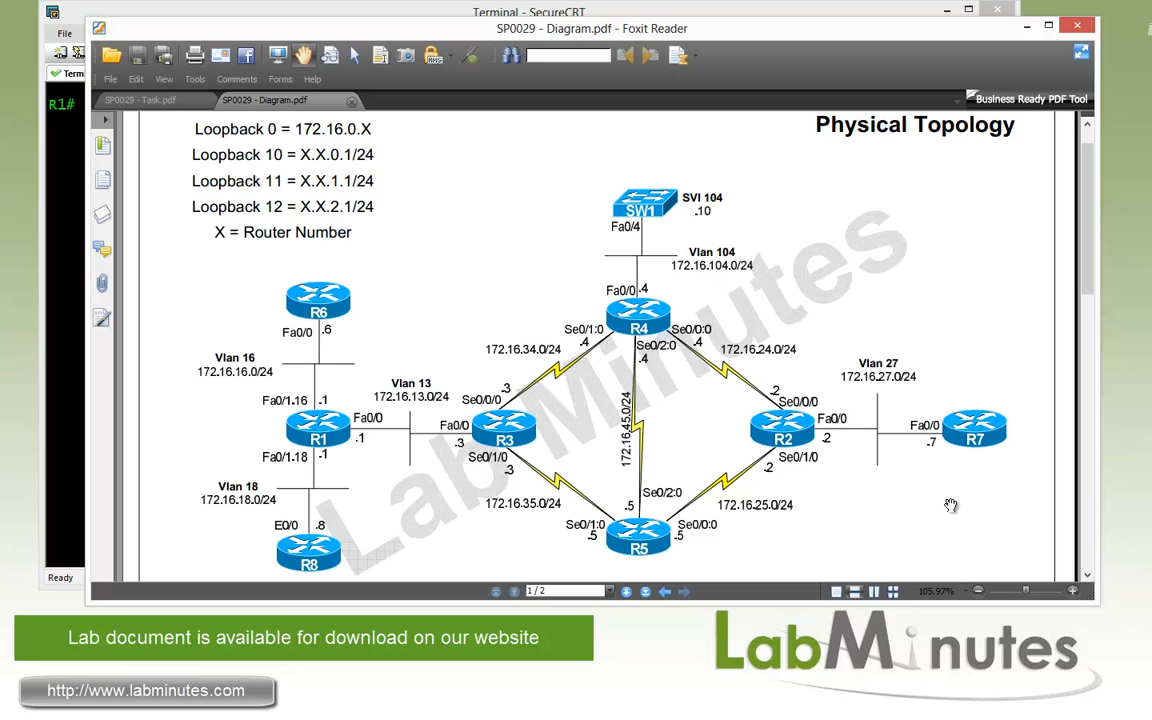 Terminal - SecureCRT
File
SP0029 - Diagram.pdf - Foxit Reader
File Edit View Tools Comments Forms Help
SP0029 - Task.pdf
SP0029 - Diagram.pdf
Business Ready PDF Tool
R1#
Loopback 0 = 172.16.0.X
Loopback 10 = X.X.0.1/24
Loopback 11 = X.X.1.1/24
Loopback 12 = X.X.2.1/24
X = Router Number
Physical Topology
SW1
SVI 104
.10
Fa0/4
Vlan 104
172.16.104.0/24
Fa0/0
.4
R4
Se0/1:0
.4
Se0/2:0
.4
Se0/0:0
.4
R6
Fa0/0
.6
Vlan 16
172.16.16.0/24
Fa0/1.16
.1
R1
Fa0/0
.1
Fa0/1.18
.1
Vlan 18
172.16.18.0/24
E0/0
.8
R8
Vlan 13
172.16.13.0/24
Fa0/0
.3
R3
Se0/0/0
.3
Se0/1/0
.3
172.16.34.0/24
172.16.35.0/24
172.16.45.0/24
172.16.24.0/24
172.16.25.0/24
Se0/0/0
.2
R2
Fa0/0
.2
Se0/1/0
.2
Vlan 27
172.16.27.0/24
Fa0/0
.7
R7
Se0/2:0
.5
Se0/1:0
.5
R5
Se0/0:0
.5
Lab Minutes
1 / 2
105.97%
Ready
Lab document is available for download on our website
LabMinutes
http://www.labminutes.com